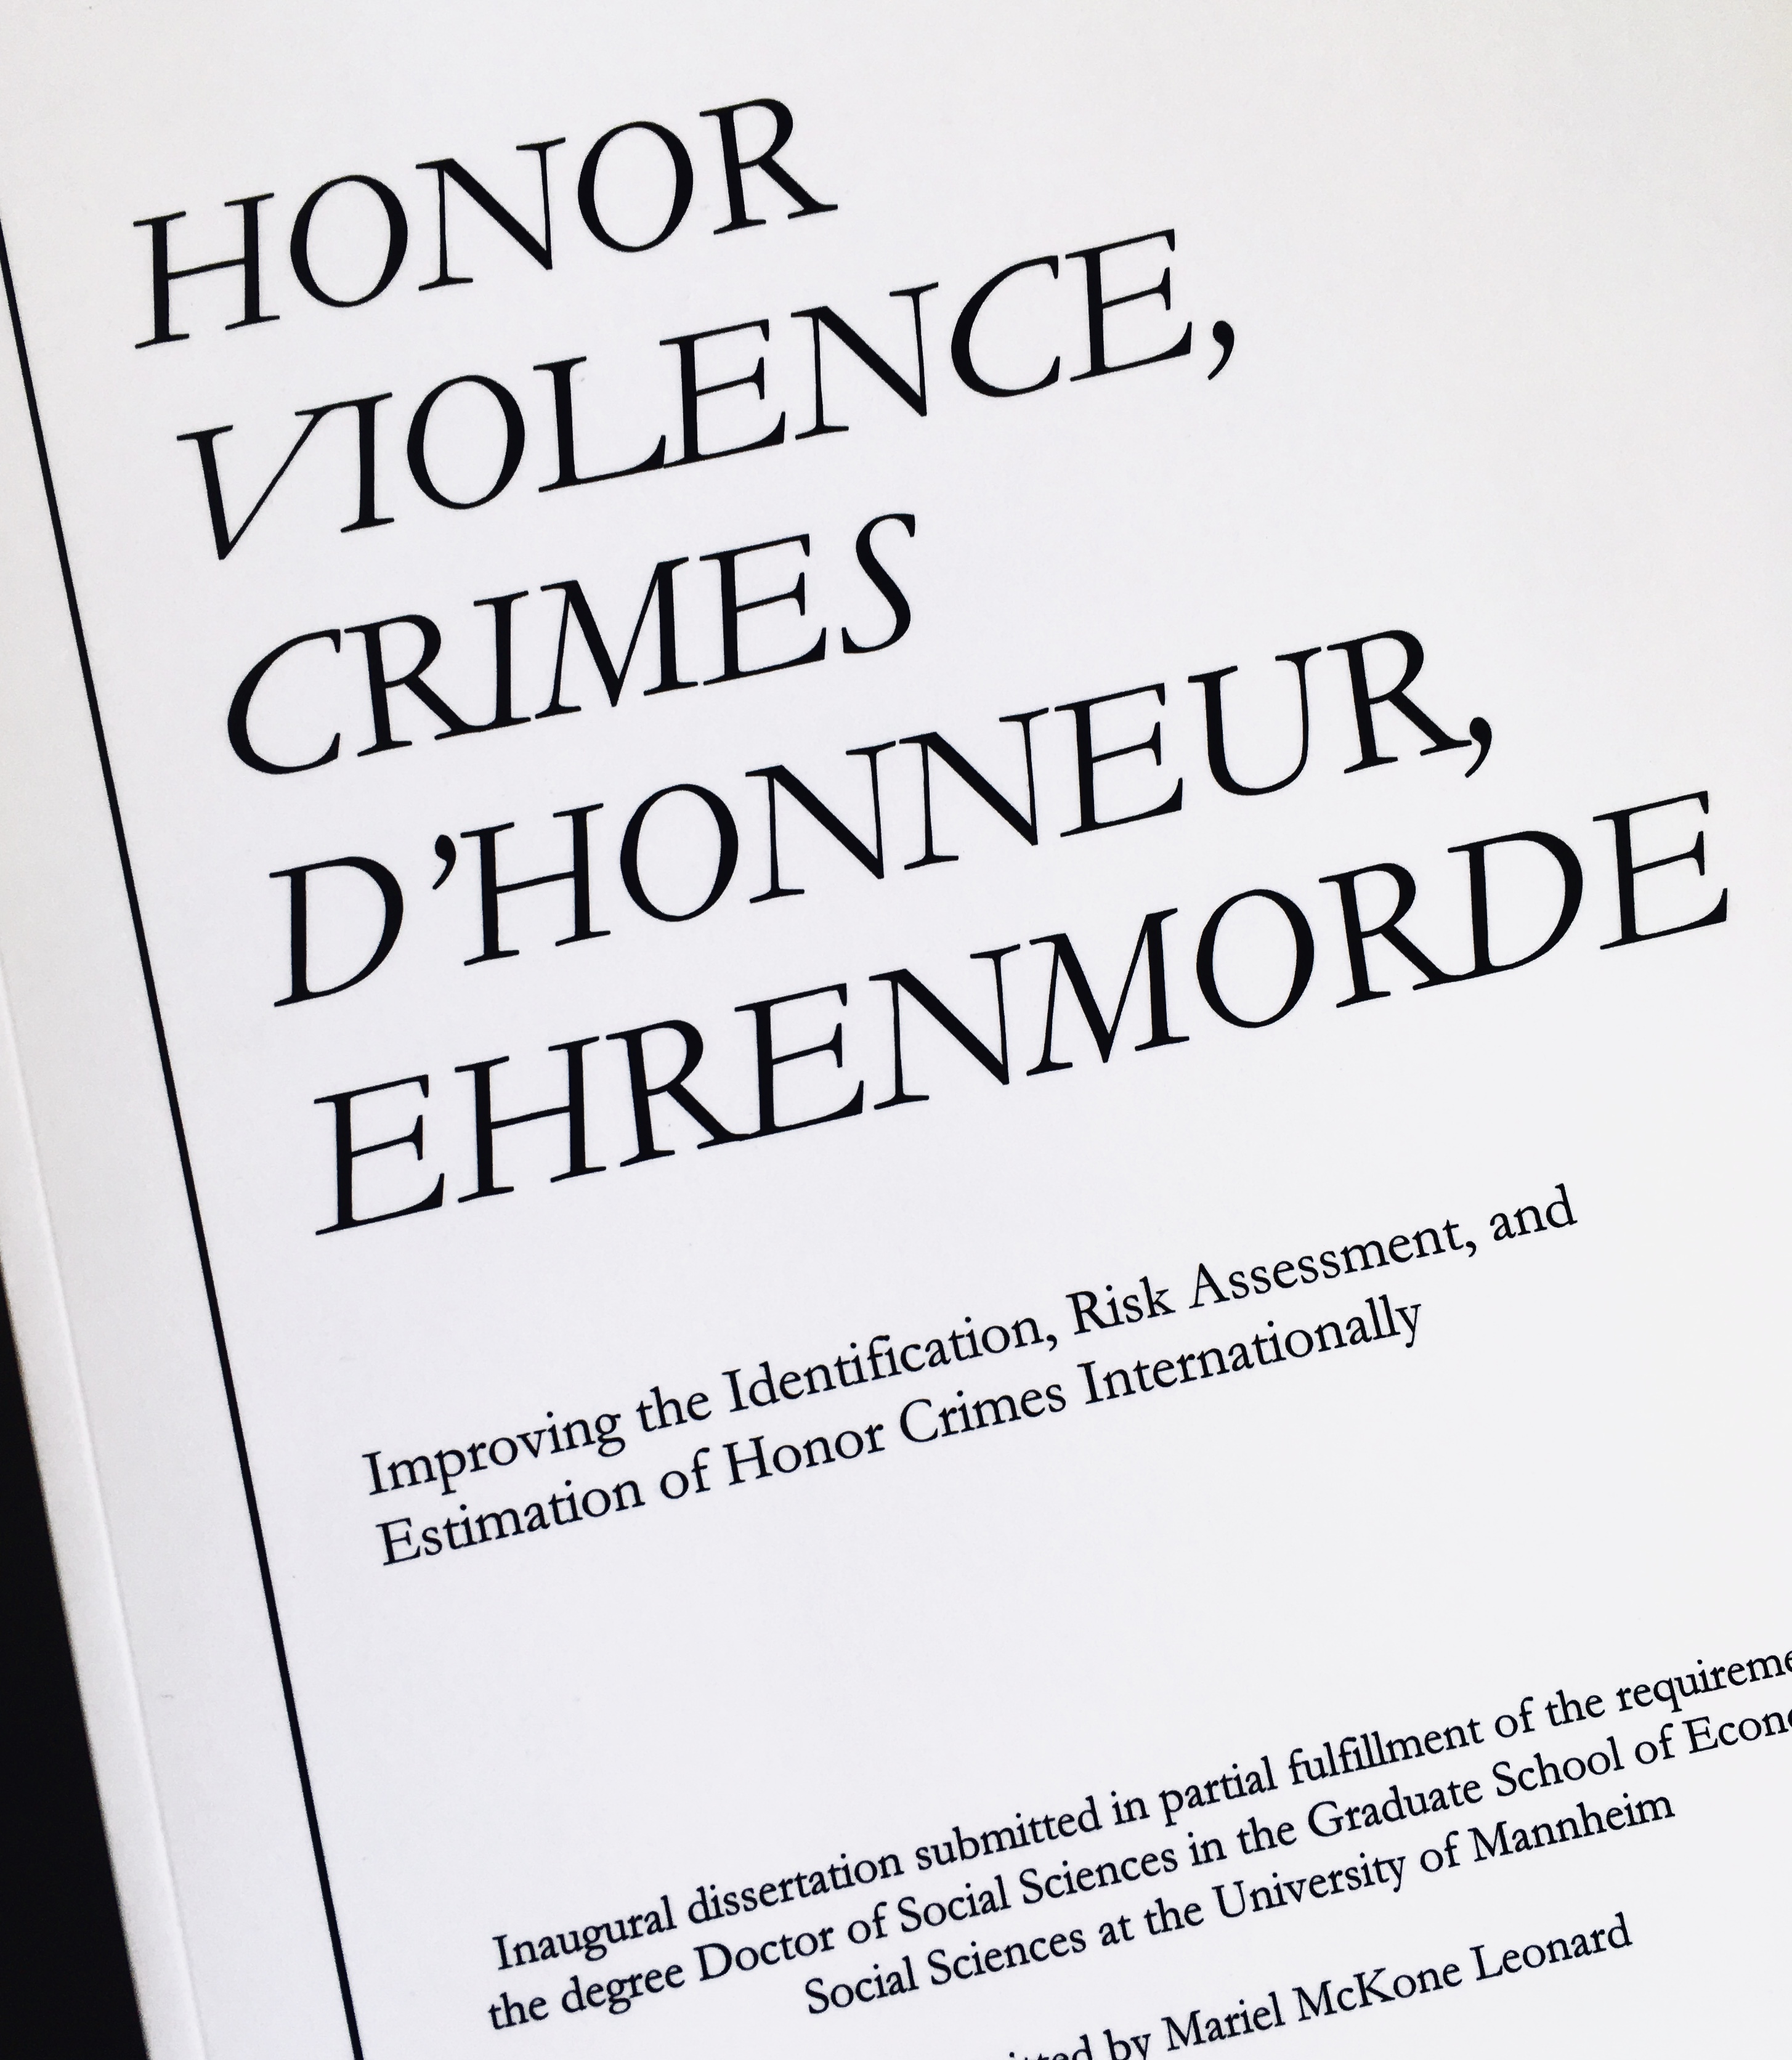 HONOR
VIOLENCE,
CRIMES
D'HONNEUR,
EHRENMORDE
Improving the Identification, Risk Assessment, and
Estimation of Honor Crimes Internationally
Inaugural dissertation submitted in partial fulfillment of the
the degree Doctor of Social Sciences in the Graduate School of
Social Sciences at the University of Mannheim
by Mariel McKone Leonard